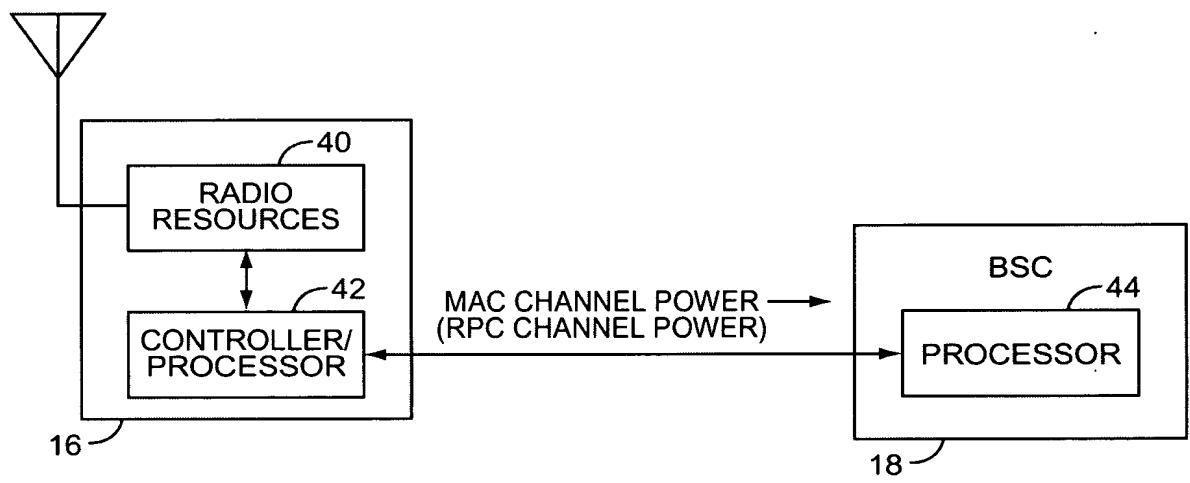 40
RADIO
RESOURCES
42
CONTROLLER/
PROCESSOR
16
MAC CHANNEL POWER
(RPC CHANNEL POWER)
BSC
44
PROCESSOR
18